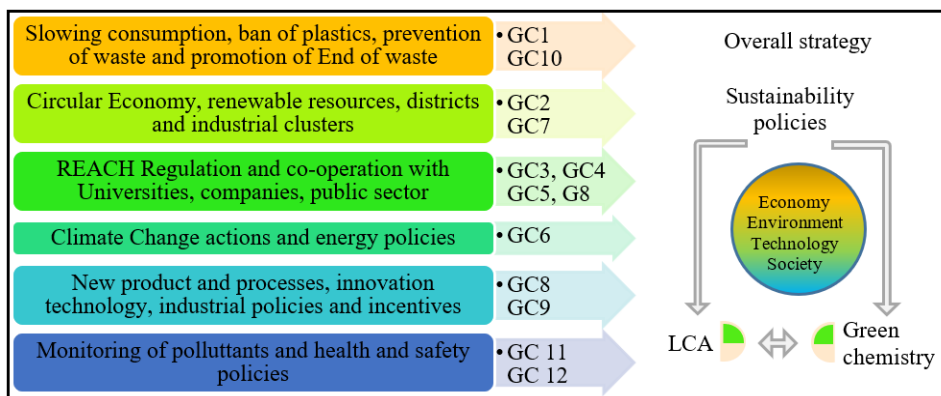 Slowing consumption, ban of plastics, prevention
of waste and promotion of End of waste
• GC1
GC10
Circular Economy, renewable resources, districts
and industrial clusters
• GC2
GC7
REACH Regulation and co-operation with
Universities, companies, public sector
• GC3, GC4
GC5, G8
Climate Change actions and energy policies
• GC6
New product and processes, innovation
technology, industrial policies and incentives
• GC8
GC9
Monitoring of polluttants and health and safety
policies
• GC 11
GC 12
Overall strategy
Sustainability
policies
Economy
Environment
Technology
Society
LCA
Green
chemistry